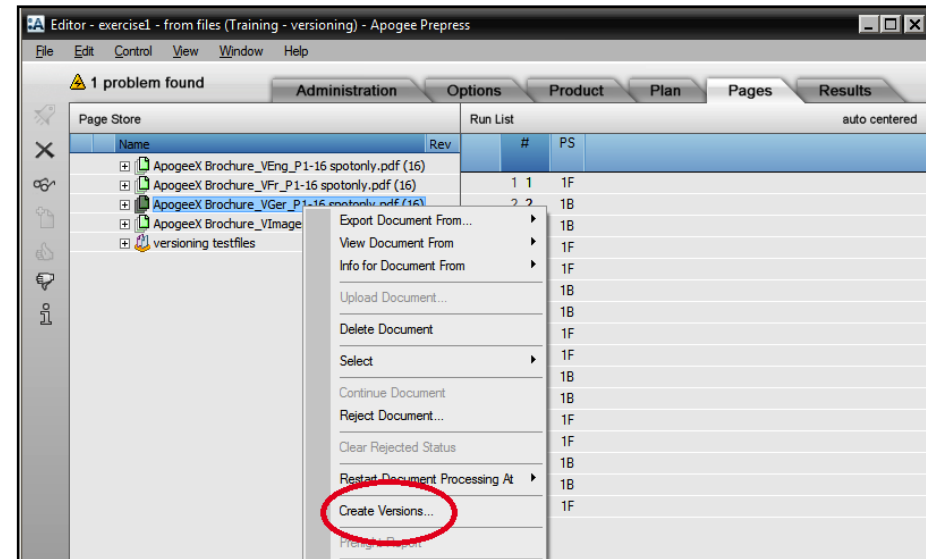 Editor - exercise1 - from files (Training - versioning) - Apogee Prepress
File Edit Control View Window Help
1 problem found
Administration Options Product Plan Pages Results
Page Store
Run List auto centered
Name Rev
# PS
ApogeeX Brochure_VEng_P1-16 spotonly.pdf (16)
ApogeeX Brochure_VFr_P1-16 spotonly.pdf (16)
ApogeeX Brochure_VGer_P1-16 spotonly.pdf (16)
ApogeeX Brochure_VImage
versioning testfiles
Export Document From...
View Document From
Info for Document From
Upload Document...
Delete Document
Select
Continue Document
Reject Document...
Clear Rejected Status
Restart Document Processing At
Create Versions...
Preflight Report
1 1 1F
2 2 1B
1B
1F
1F
1B
1B
1F
1F
1B
1B
1F
1F
1B
1B
1F